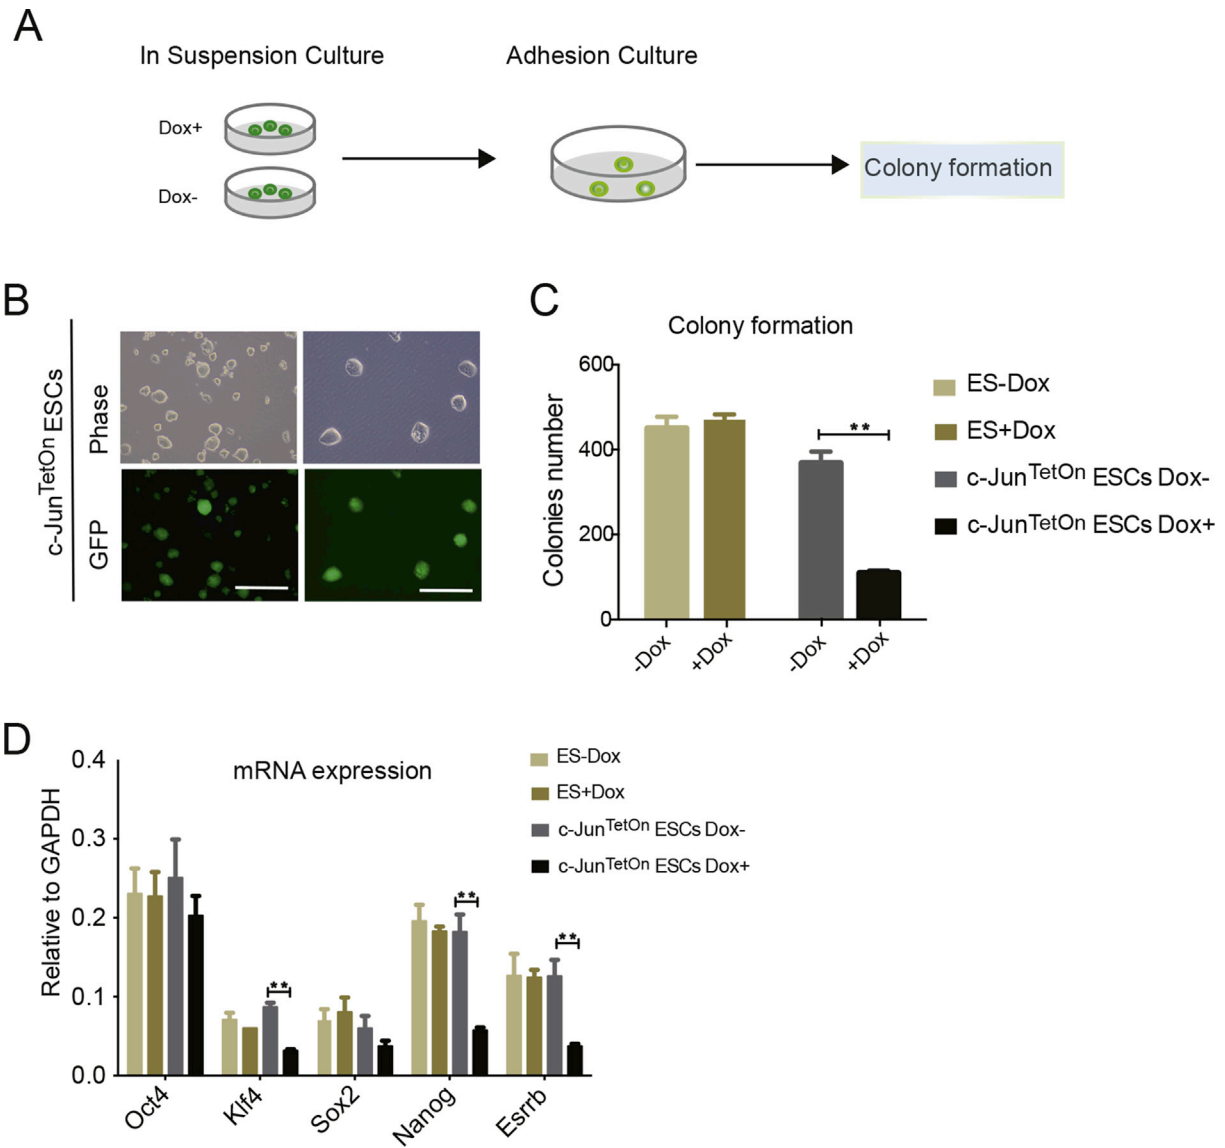 A
In Suspension Culture
Adhesion Culture
Dox+
Dox-
Colony formation
B
c-JunTetOn ESCs
Phase
GFP
C
Colony formation
Colonies number
600
400
200
0
**
-Dox
+Dox
-Dox
+Dox
ES-Dox
ES+Dox
c-JunTetOn ESCs Dox-
c-JunTetOn ESCs Dox+
D
mRNA expression
Relative to GAPDH
0.4
0.3
0.2
0.1
0.0
**
**
**
Oct4
Klf4
Sox2
Nanog
Esrrb
ES-Dox
ES+Dox
c-JunTetOn ESCs Dox-
c-JunTetOn ESCs Dox+